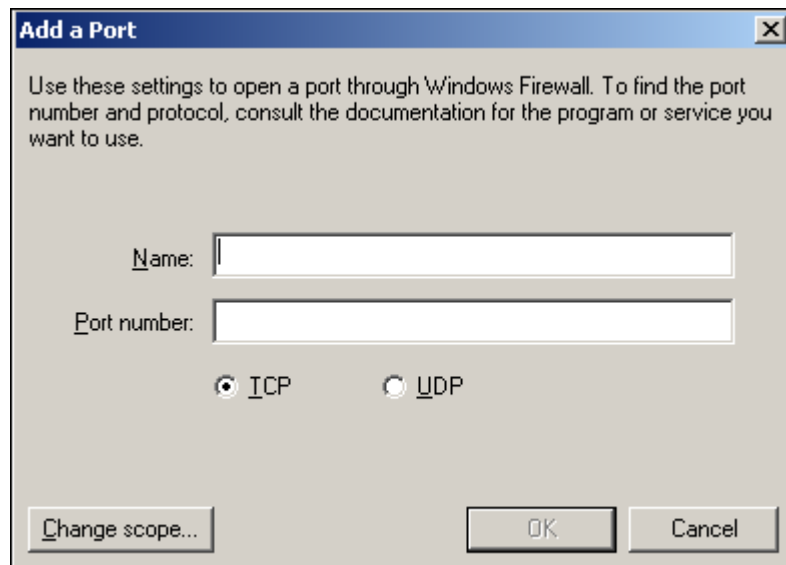 Add a Port
Use these settings to open a port through Windows Firewall. To find the port
number and protocol, consult the documentation for the program or service you
want to use.
Name:
Port number:
TCP UDP
Change scope... OK Cancel